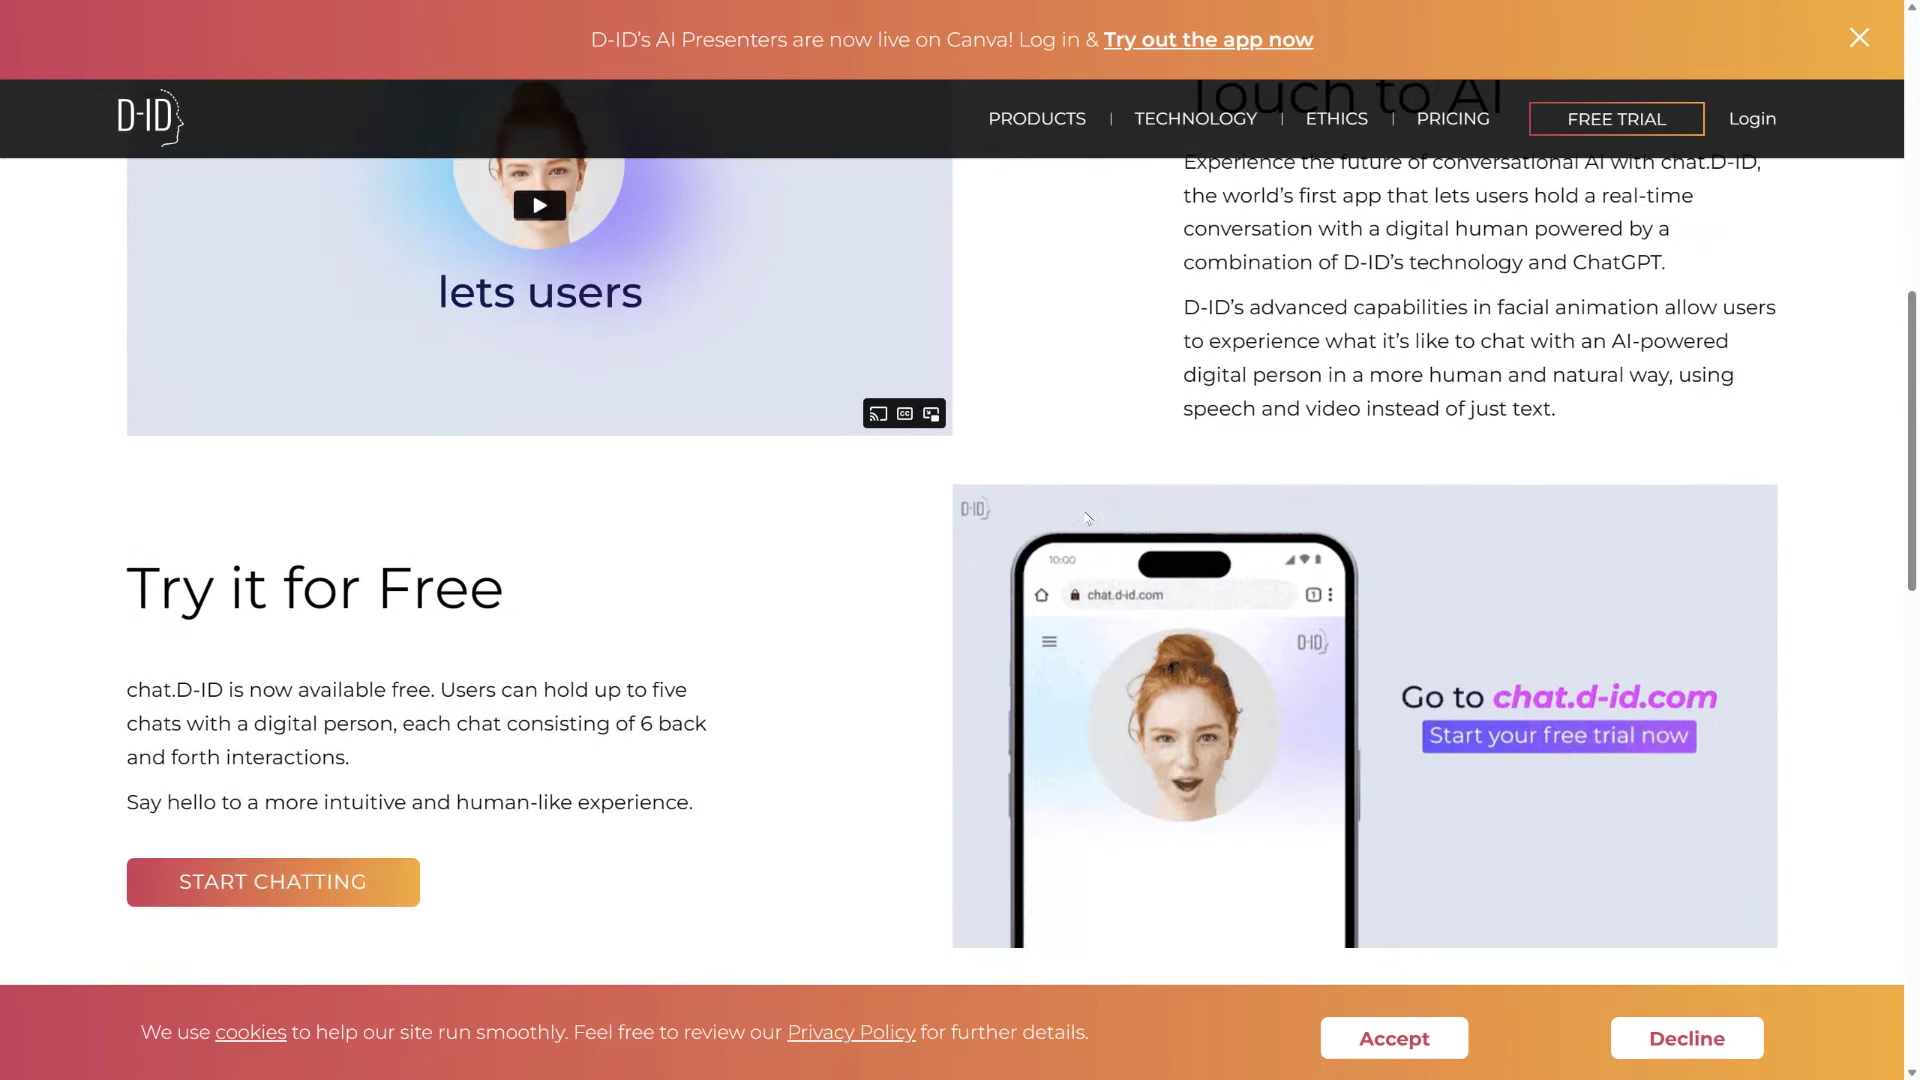 D-ID's AI Presenters are now live on Canva! Log in & Try out the app now
D-ID
PRODUCTS | TECHNOLOGY | ETHICS | PRICING
FREE TRIAL
Login
Touch to AI
lets users
CC
Experience the future of conversational AI with chat.D-ID,
the world's first app that lets users hold a real-time
conversation with a digital human powered by a
combination of D-ID's technology and ChatGPT.
D-ID's advanced capabilities in facial animation allow users
to experience what it's like to chat with an AI-powered
digital person in a more human and natural way, using
speech and video instead of just text.
Try it for Free
chat.D-ID is now available free. Users can hold up to five
chats with a digital person, each chat consisting of 6 back
and forth interactions.
Say hello to a more intuitive and human-like experience.
START CHATTING
D-ID
10:00
chat.d-id.com
1
D-ID
Go to chat.d-id.com
Start your free trial now
We use cookies to help our site run smoothly. Feel free to review our Privacy Policy for further details.
Accept
Decline